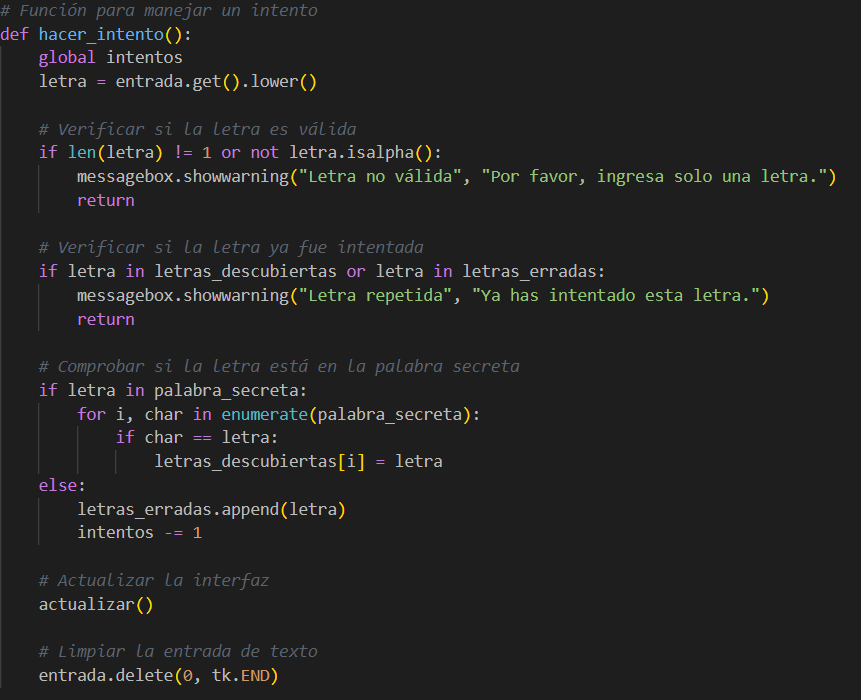 # Función para manejar un intento
def hacer_intento():
    global intentos
    letra = entrada.get().lower()
    # Verificar si la letra es válida
    if len(letra) != 1 or not letra.isalpha():
        messagebox.showwarning("Letra no válida", "Por favor, ingresa solo una letra.")
        return
    # Verificar si la letra ya fue intentada
    if letra in letras_descubiertas or letra in letras_erradas:
        messagebox.showwarning("Letra repetida", "Ya has intentado esta letra.")
        return
    # Comprobar si la letra está en la palabra secreta
    if letra in palabra_secreta:
        for i, char in enumerate(palabra_secreta):
            if char == letra:
                letras_descubiertas[i] = letra
    else:
        letras_erradas.append(letra)
        intentos -= 1
    # Actualizar la interfaz
    actualizar()
    # Limpiar la entrada de texto
    entrada.delete(0, tk.END)